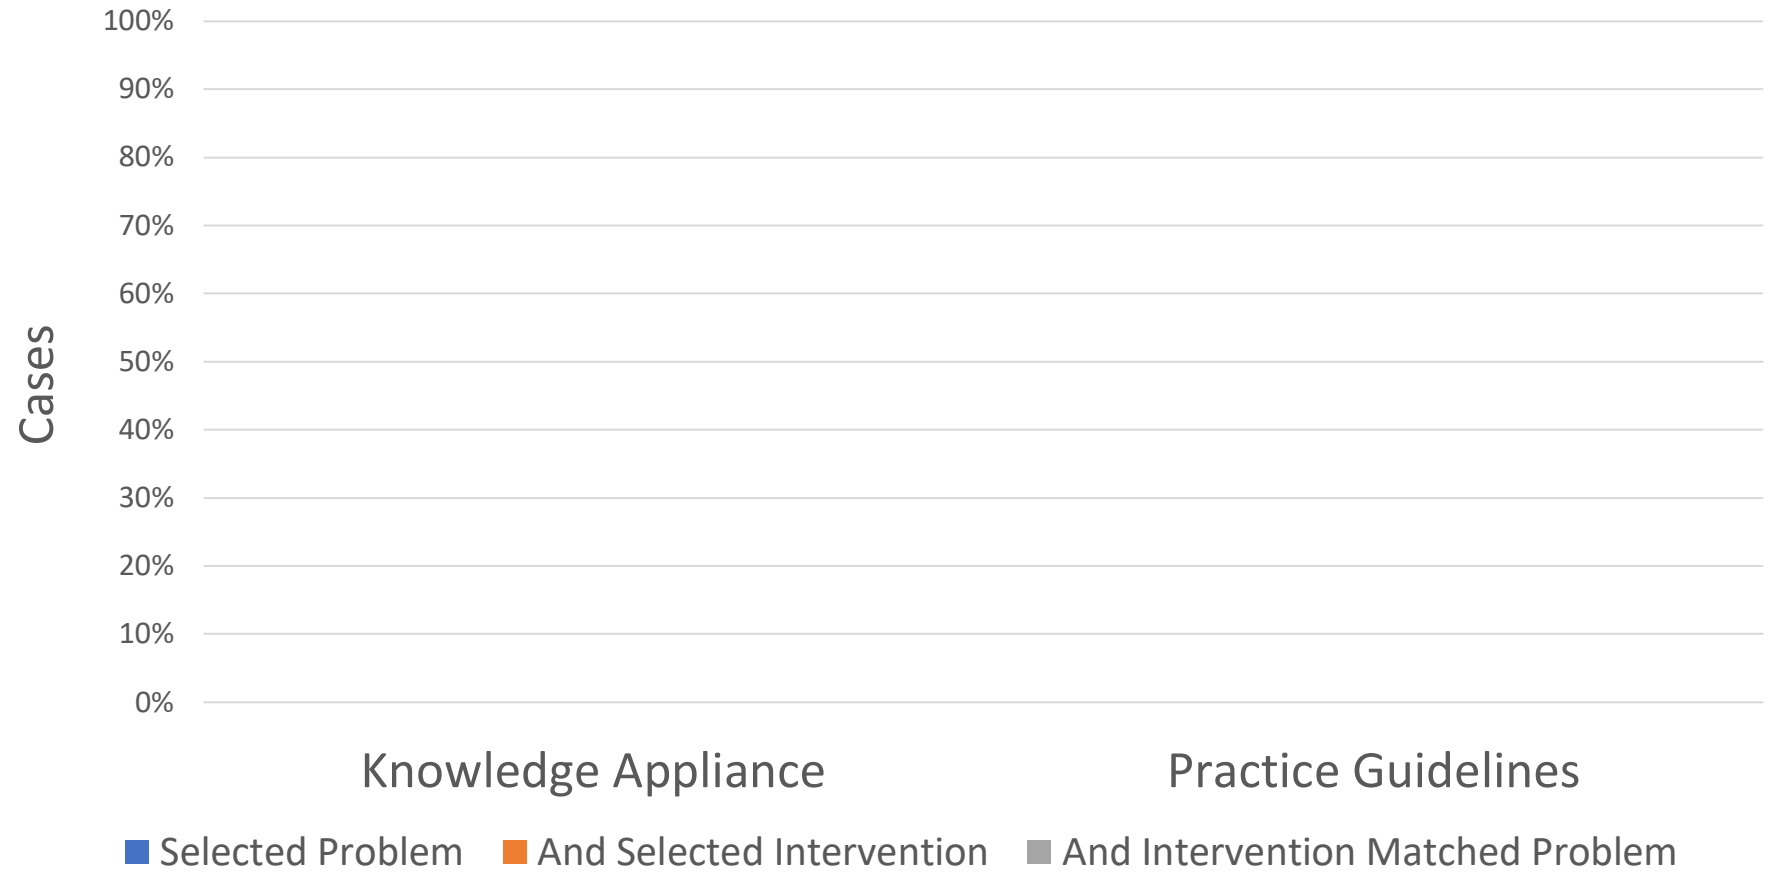 100%
90%
80%
70%
60%
50%
40%
30%
20%
10%
0%
Cases
Knowledge Appliance
Practice Guidelines
Selected Problem
And Selected Intervention
And Intervention Matched Problem